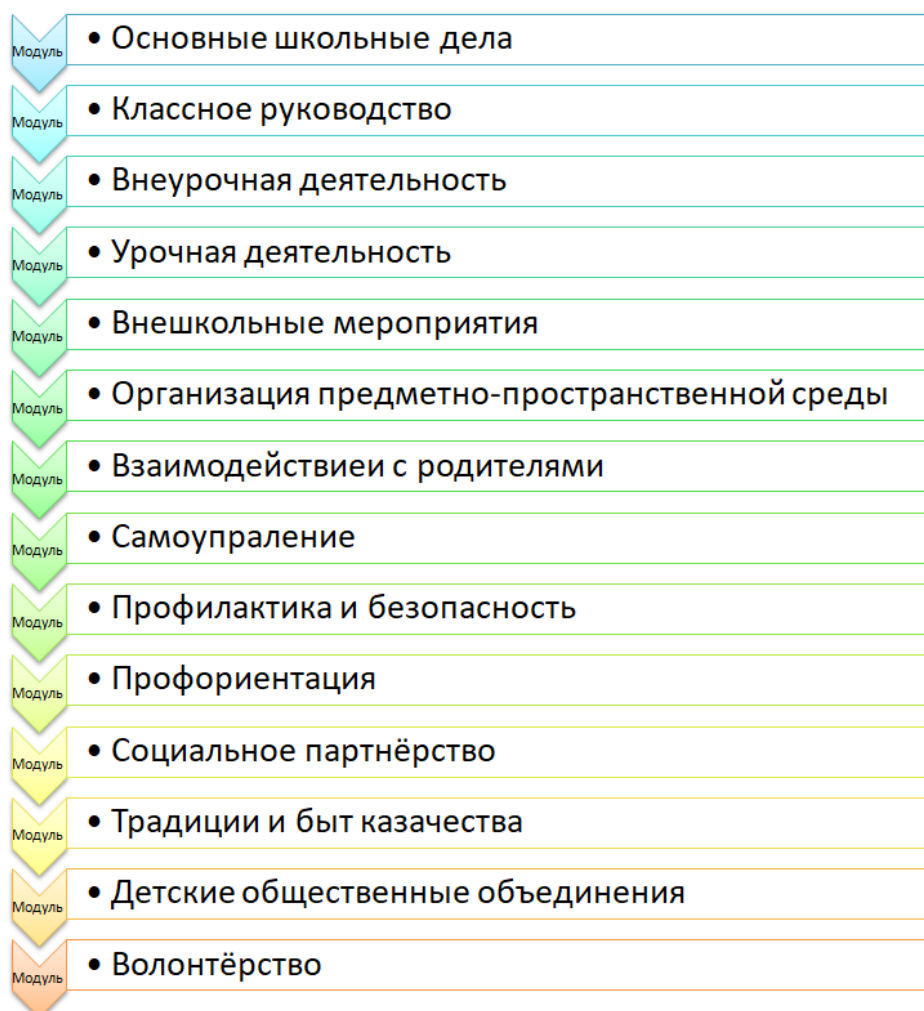 Модуль • Основные школьные дела
Модуль • Классное руководство
Модуль • Внеурочная деятельность
Модуль • Урочная деятельность
Модуль • Внешкольные мероприятия
Модуль • Организация предметно-пространственной среды
Модуль • Взаимодействиеи с родителями
Модуль • Самоупраление
Модуль • Профилактика и безопасность
Модуль • Профориентация
Модуль • Социальное партнёрство
Модуль • Традиции и быт казачества
Модуль • Детские общественные объединения
Модуль • Волонтёрство